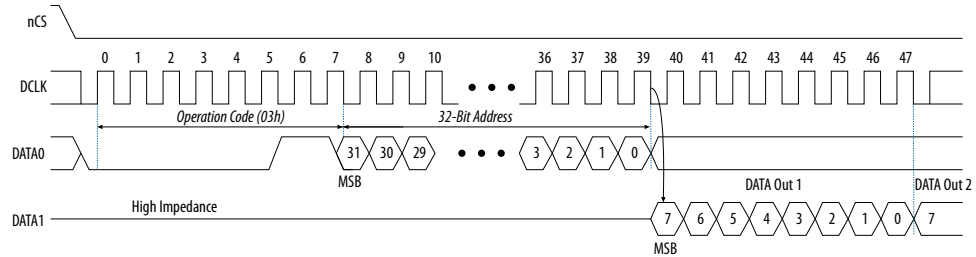 nCS
0 1 2 3 4 5 6 7 8 9 10 36 37 38 39 40 41 42 43 44 45 46 47
DCLK
Operation Code (03h) 32-Bit Address
DATA0 31 30 29 3 2 1 0
MSB
DATA Out 1 DATA Out 2
High Impedance
DATA1 7 6 5 4 3 2 1 0 7
MSB